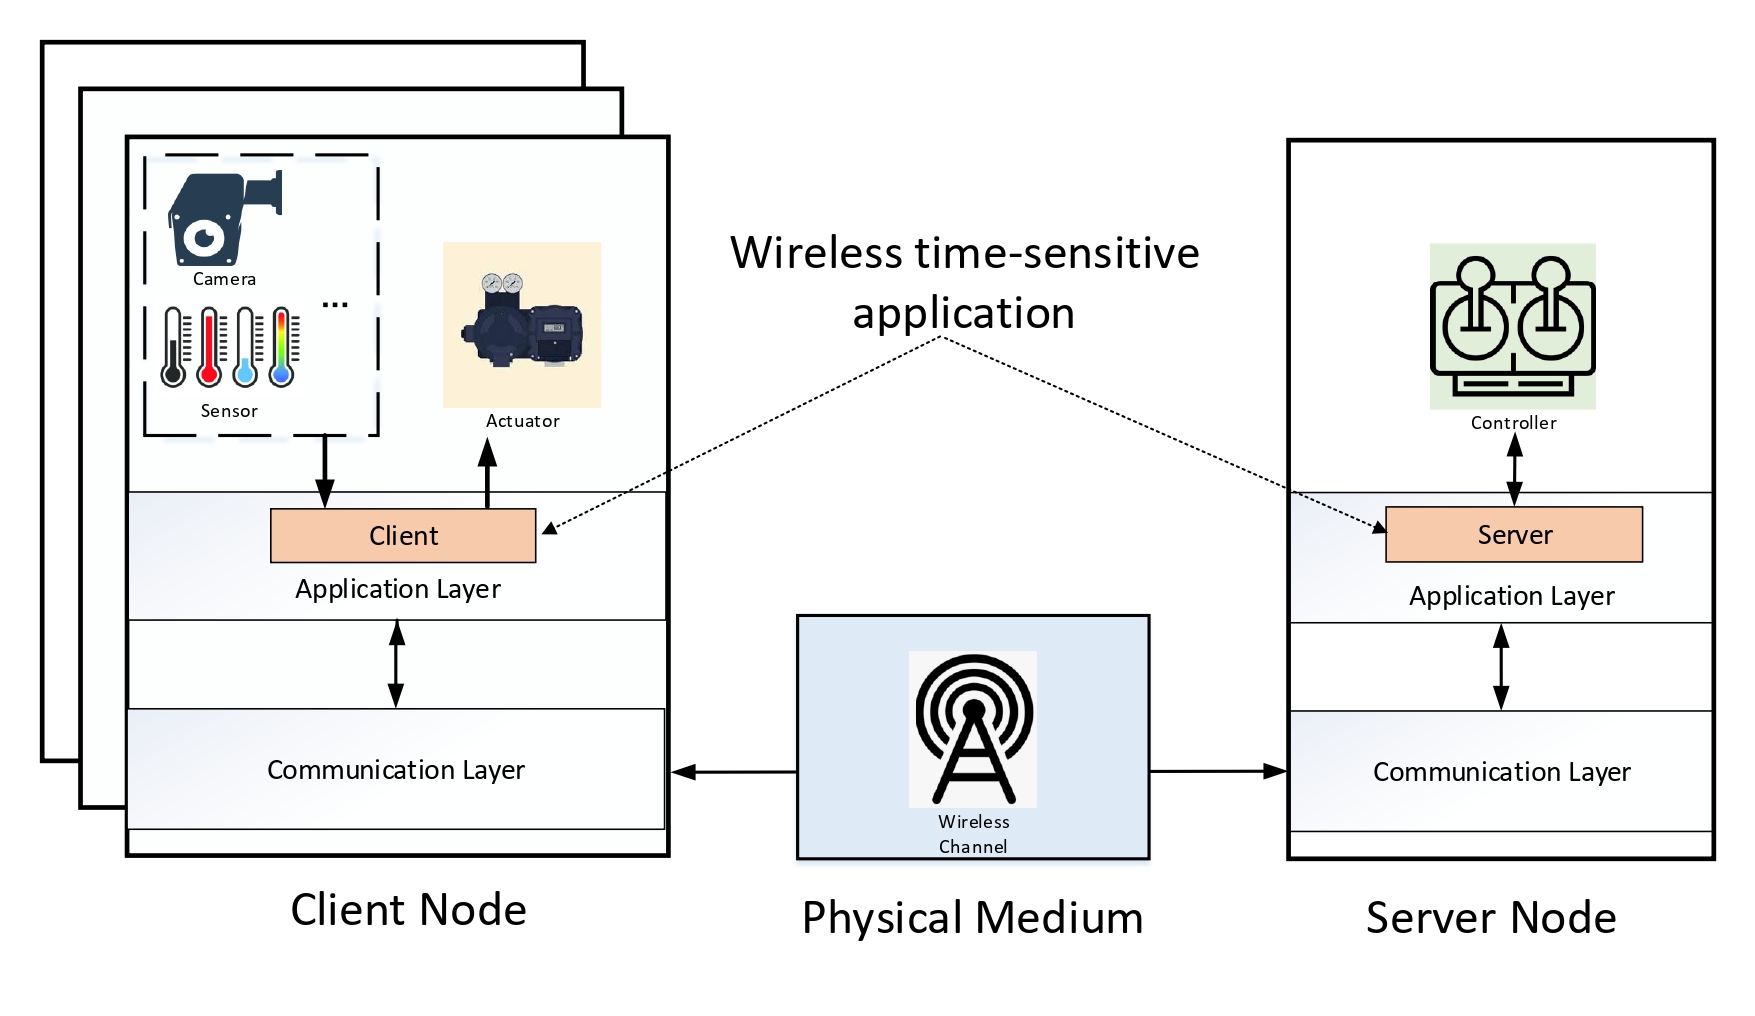 Camera
...
Sensor
Actuator
Client
Application Layer
Communication Layer
Client Node
Wireless time-sensitive
application
Wireless
Channel
Physical Medium
Controller
Server
Application Layer
Communication Layer
Server Node